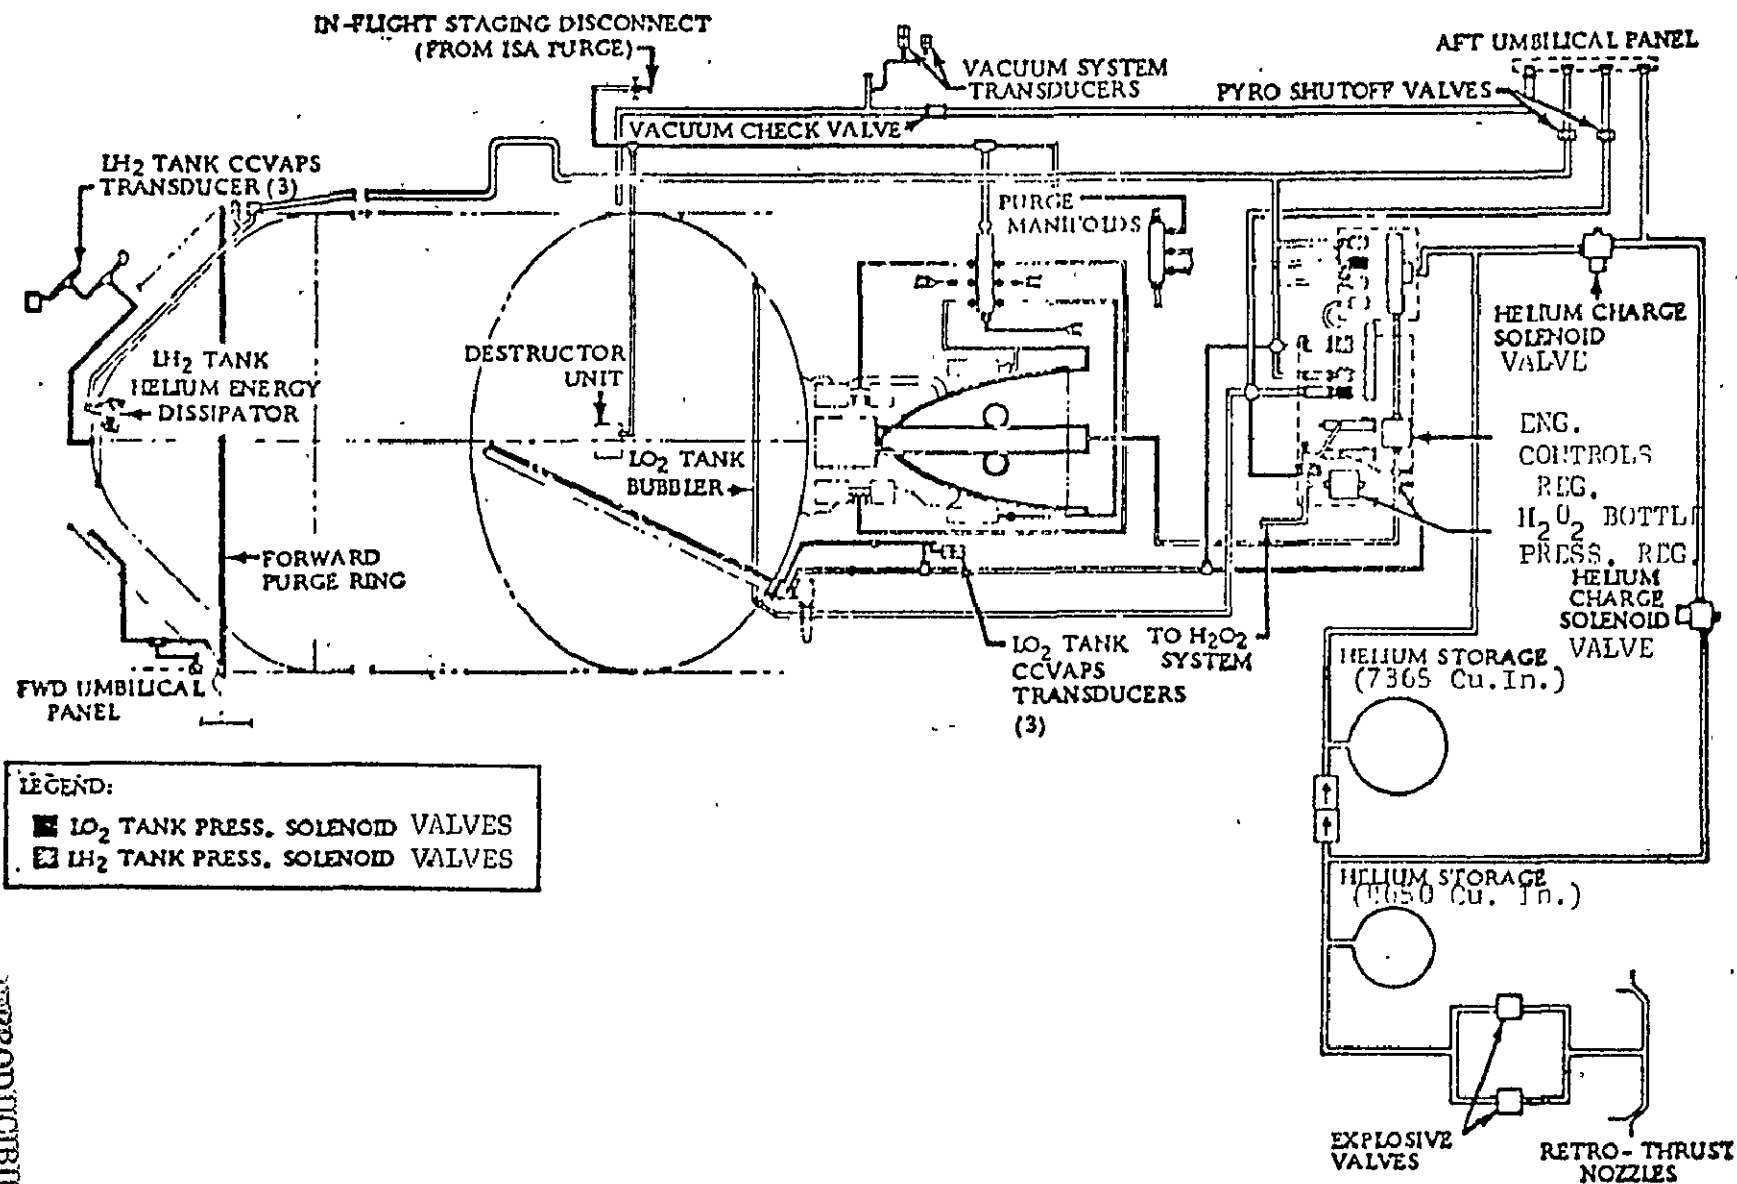 IN-FLIGHT STAGING DISCONNECT
(FROM ISA PURGE)
VACUUM SYSTEM
TRANSDUCERS
AFT UMBILICAL PANEL
PYRO SHUTOFF VALVES
VACUUM CHECK VALVE
LH2 TANK CCVAPS
TRANSDUCER (3)
PURGE
MANIFOLDS
HELIUM CHARGE
SOLENOID
VALVE
LH2 TANK
HELIUM ENERGY
DISSIPATOR
DESTRUCTOR
UNIT
ENG.
CONTROLS
REG.
LO2 TANK
BUBBLER
H2O2 BOTTLE
PRESS. REG.
FORWARD
PURGE RING
HELIUM
CHARGE
SOLENOID
VALVE
LO2 TANK
CCVAPS
TRANSDUCERS
(3)
TO H2O2
SYSTEM
HELIUM STORAGE
(7365 Cu.In.)
FWD UMBILICAL
PANEL
LEGEND:
LO2 TANK PRESS. SOLENOID VALVES
LH2 TANK PRESS. SOLENOID VALVES
HELIUM STORAGE
Cu. In.)
EXPLOSIVE
VALVES
RETRO-THRUST
NOZZLES